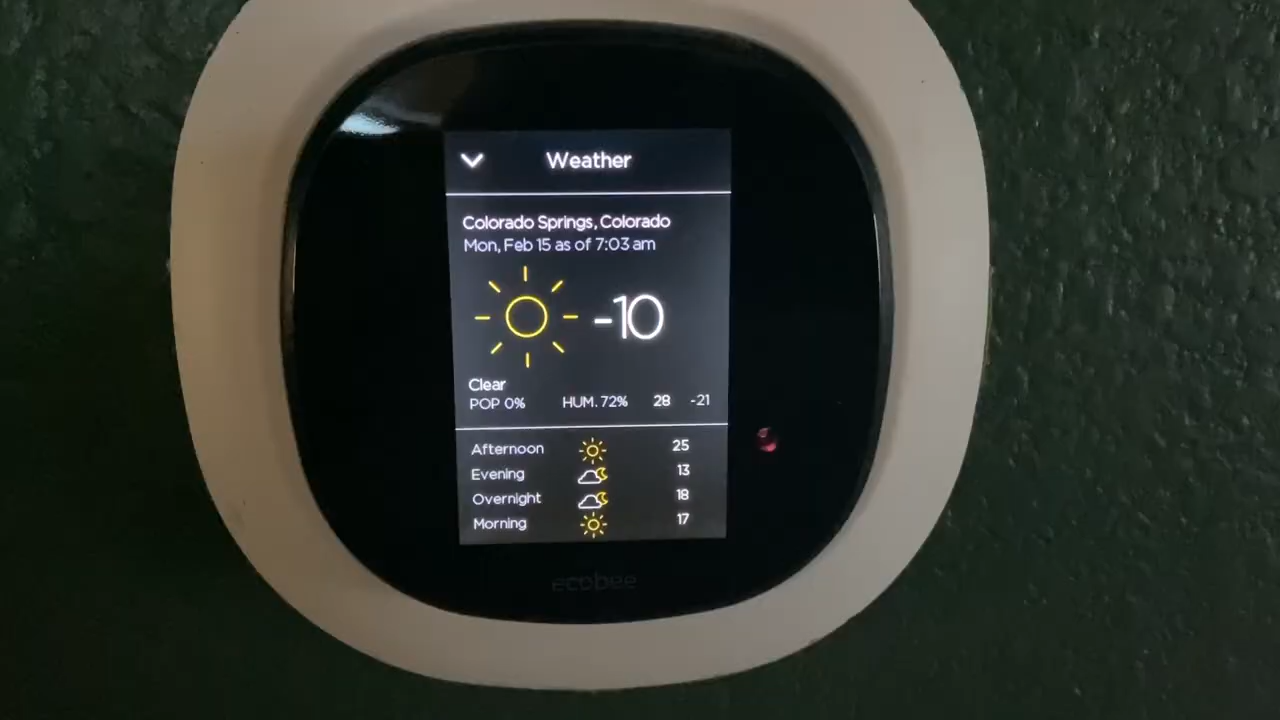 Weather
Colorado Springs, Colorado
Mon, Feb 15 as of 7:03 am
-10
Clear
POP 0% HUM. 72% 28 -21
Afternoon 25
Evening 13
Overnight 18
Morning 17
ecobee